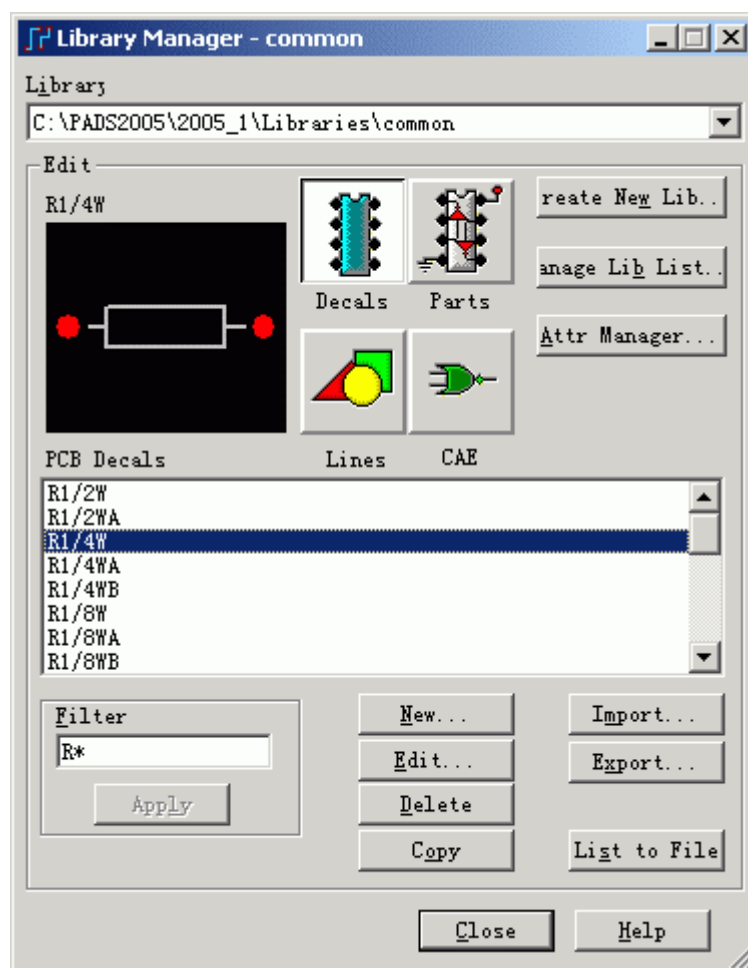 Library Manager - common
Library
C:\PADS2005\2005_1\Libraries\common
Edit
R1/4W
Decals
Parts
reate New Lib..
anage Lib List..
Attr Manager...
Lines
CAE
PCB Decals
R1/2W
R1/2WA
R1/4W
R1/4WA
R1/4WB
R1/8W
R1/8WA
R1/8WB
Filter
R*
Apply
New...
Edit...
Delete
Copy
Import...
Export...
List to File
Close
Help